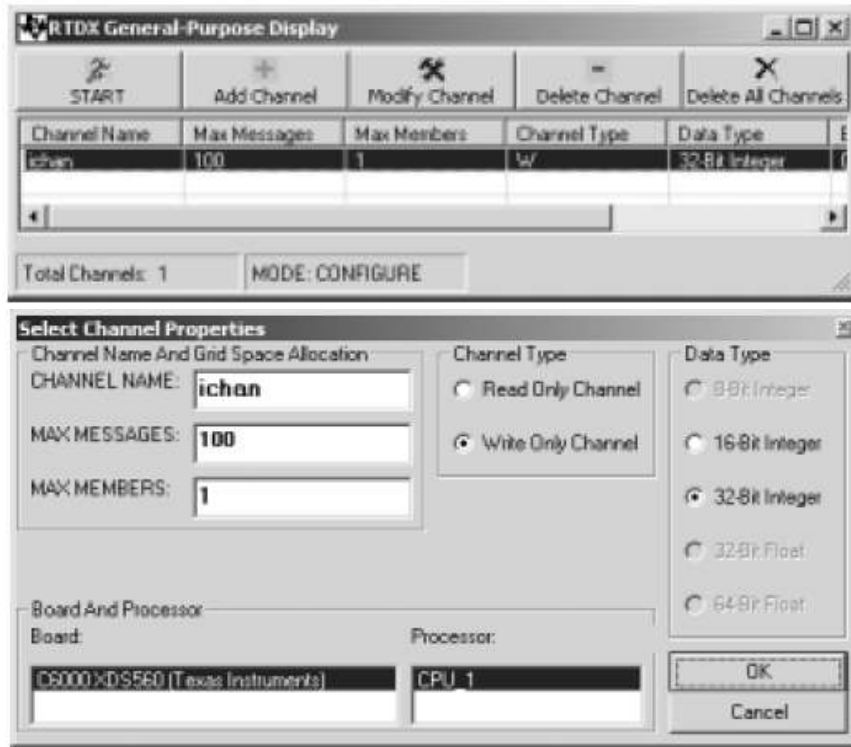 RTDX General-Purpose Display
START Add Channel Modify Channel Delete Channel Delete All Channels
Channel Name Max Messages Max Members Channel Type Data Type
ichan 100 1 W 32-Bit Integer
Total Channels: 1 MODE: CONFIGURE
Select Channel Properties
Channel Name And Grid Space Allocation
CHANNEL NAME: ichan
MAX MESSAGES: 100
MAX MEMBERS: 1
Channel Type
Read Only Channel
Write Only Channel
Data Type
8-Bit Integer
16-Bit Integer
32-Bit Integer
32-Bit Float
64-Bit Float
Board And Processor
Board: Processor:
C6000 XDS560 (Texas Instruments) CPU_1
OK
Cancel